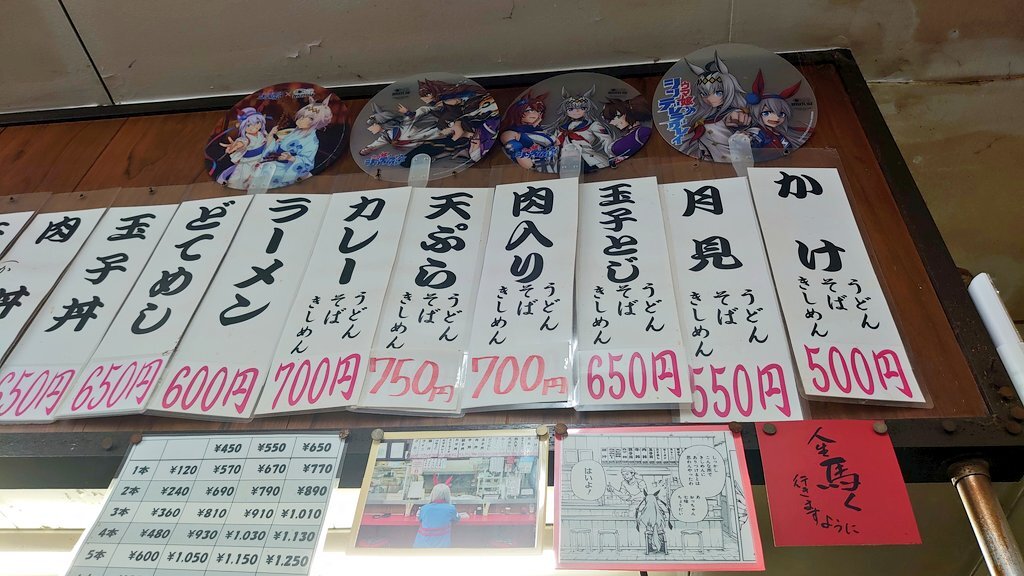 かけ
うどん
そば
きしめん
500円
月見
うどん
そば
きしめん
550円
玉子とじ
うどん
そば
きしめん
650円
肉入り
うどん
そば
きしめん
700円
天ぷら
うどん
そば
きしめん
750円
カレー
うどん
そば
きしめん
700円
ラーメン
600円
どてめし
650円
玉子丼
650円
肉
丼
¥450 ¥550 ¥650
1本 ¥120 ¥570 ¥670 ¥770
2本 ¥240 ¥690 ¥790 ¥890
3本 ¥360 ¥810 ¥910 ¥1.010
4本 ¥480 ¥930 ¥1.030 ¥1.130
5本 ¥600 ¥1.050 ¥1.150 ¥1.250
はいよっ
人生
馬く
行きますように